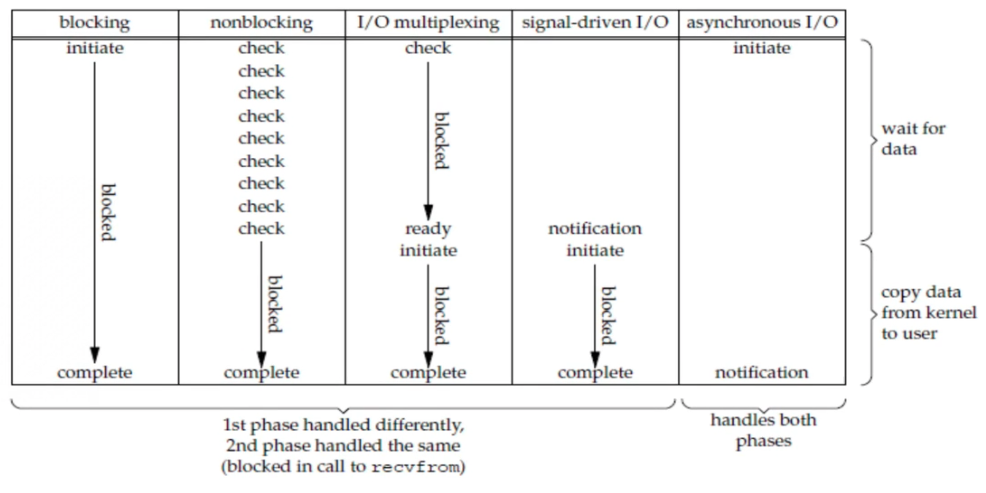 blocking nonblocking I/O multiplexing signal-driven I/O asynchronous I/O
initiate check check initiate
check
check
check
check
check
check
check
check ready notification
initiate initiate
blocked
blocked
blocked
blocked
blocked
complete complete complete complete notification
wait for
data
copy data
from kernel
to user
1st phase handled differently,
2nd phase handled the same
(blocked in call to recvfrom)
handles both
phases